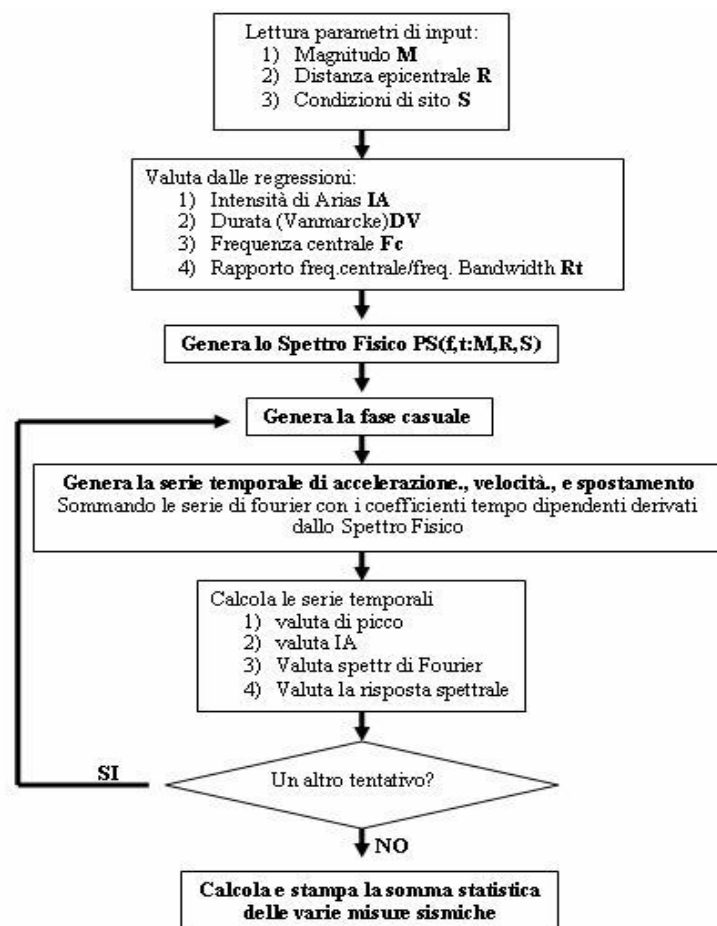 Lettura parametri di input:
1) Magnitudo M
2) Distanza epicentrale R
3) Condizioni di sito S
Valuta dalle regressioni:
1) Intensità di Arias IA
2) Durata (Vanmarcke)DV
3) Frequenza centrale Fc
4) Rapporto freq.centrale/freq. Bandwidth Rt
Genera lo Spettro Fisico PS(f,t:M,R,S)
Genera la fase casuale
Genera la serie temporale di accelerazione., velocità., e spostamento
Sommando le serie di fourier con i coefficienti tempo dipendenti derivati
dallo Spettro Fisico
Calcola le serie temporali
1) valuta di picco
2) valuta IA
3) Valuta spettr di Fourier
4) Valuta la risposta spettrale
Un altro tentativo?
SI
NO
Calcola e stampa la somma statistica
delle varie misure sismiche